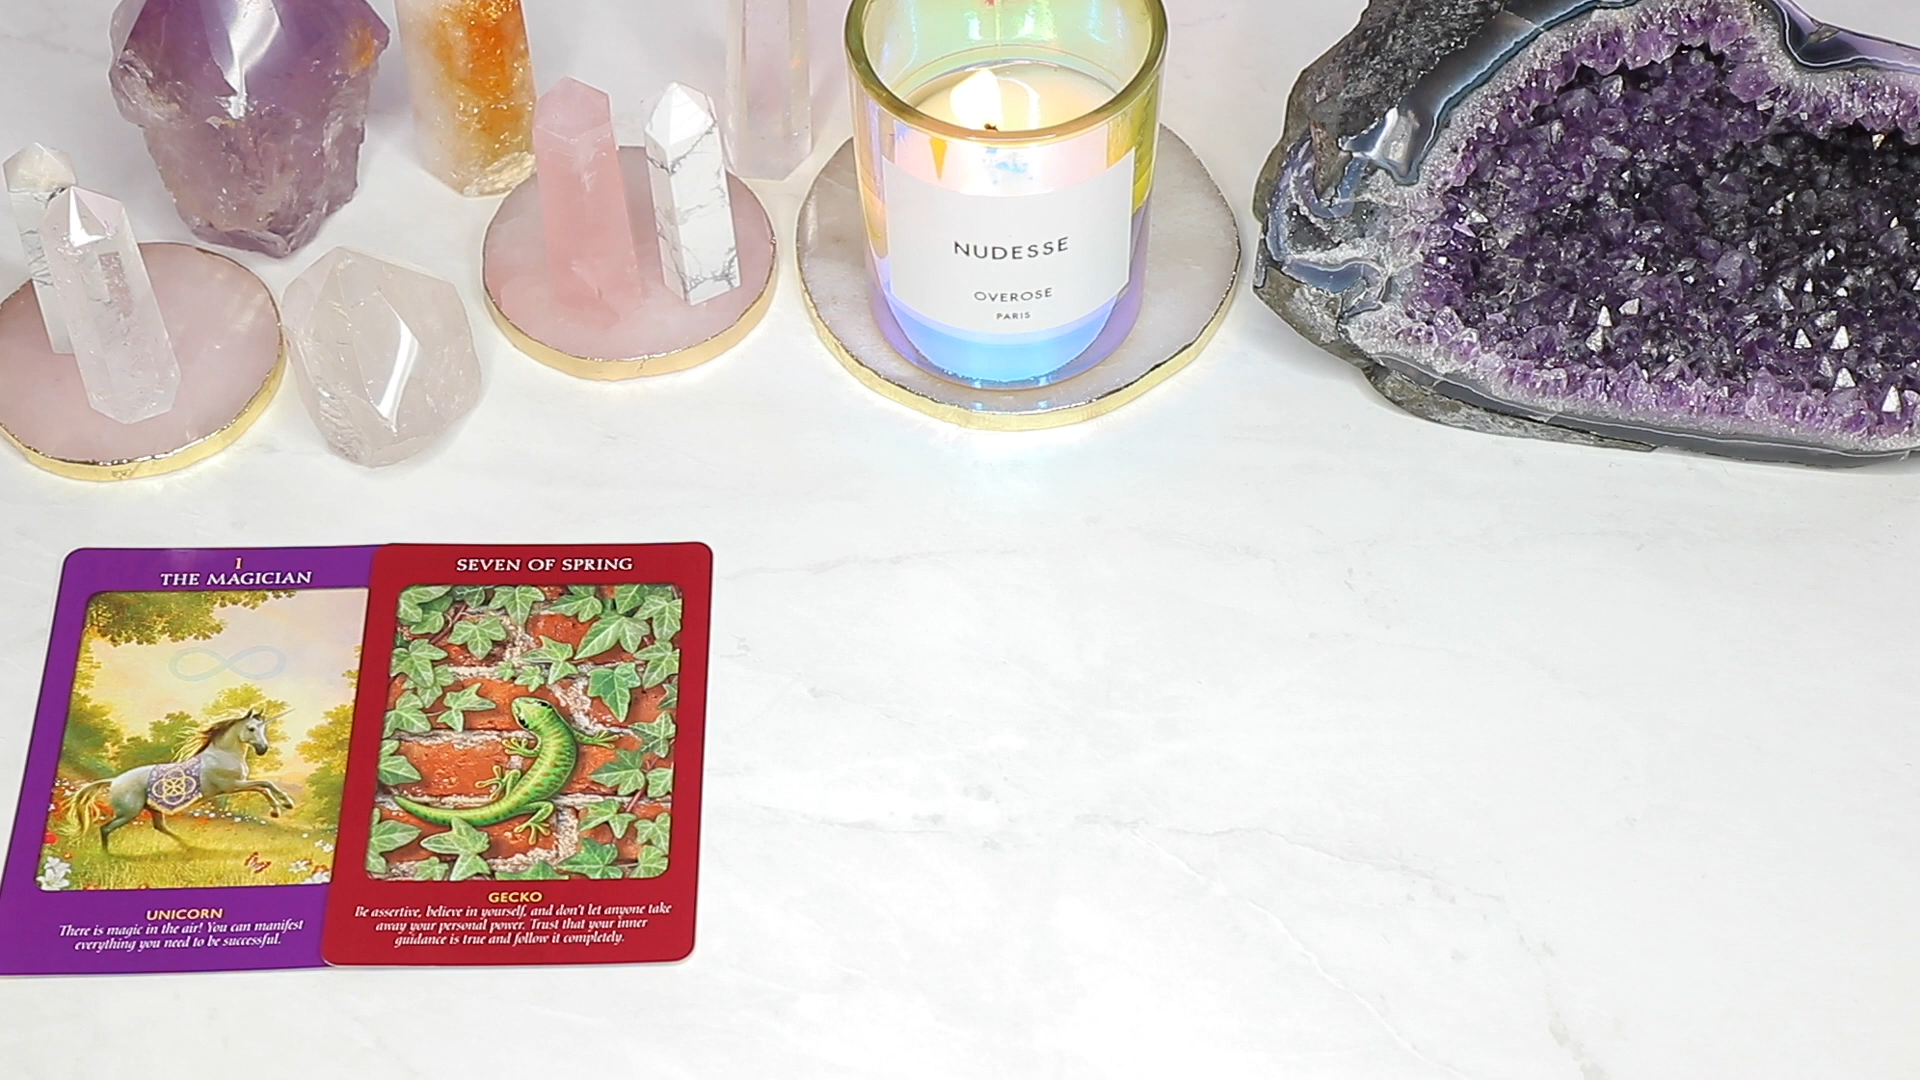 NUDESSE
OVEROSE
PARIS
I
THE MAGICIAN
UNICORN
There is magic in the air! You can manifest
everything you need to be successful.
SEVEN OF SPRING
GECKO
Be assertive, believe in yourself, and don't let anyone take
away your personal power. Trust that your inner
guidance is true and follow it completely.